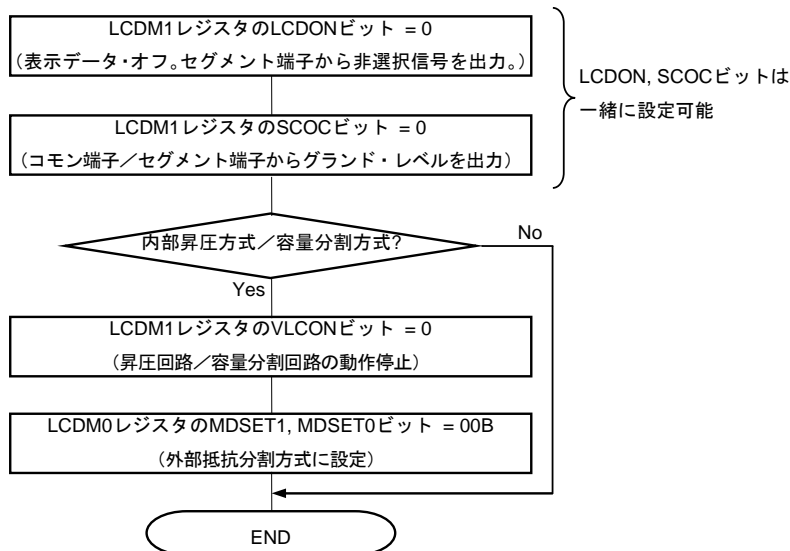 LCDM1レジスタのLCDONビット = 0
（表示データ・オフ。セグメント端子から非選択信号を出力。）
LCDON, SCOCビットは
一緒に設定可能
LCDM1レジスタのSCOCビット = 0
（コモン端子／セグメント端子からグランド・レベルを出力）
内部昇圧方式／容量分割方式?
No
Yes
LCDM1レジスタのVLCONビット = 0
（昇圧回路／容量分割回路の動作停止）
LCDM0レジスタのMDSET1, MDSET0ビット = 00B
（外部抵抗分割方式に設定）
END